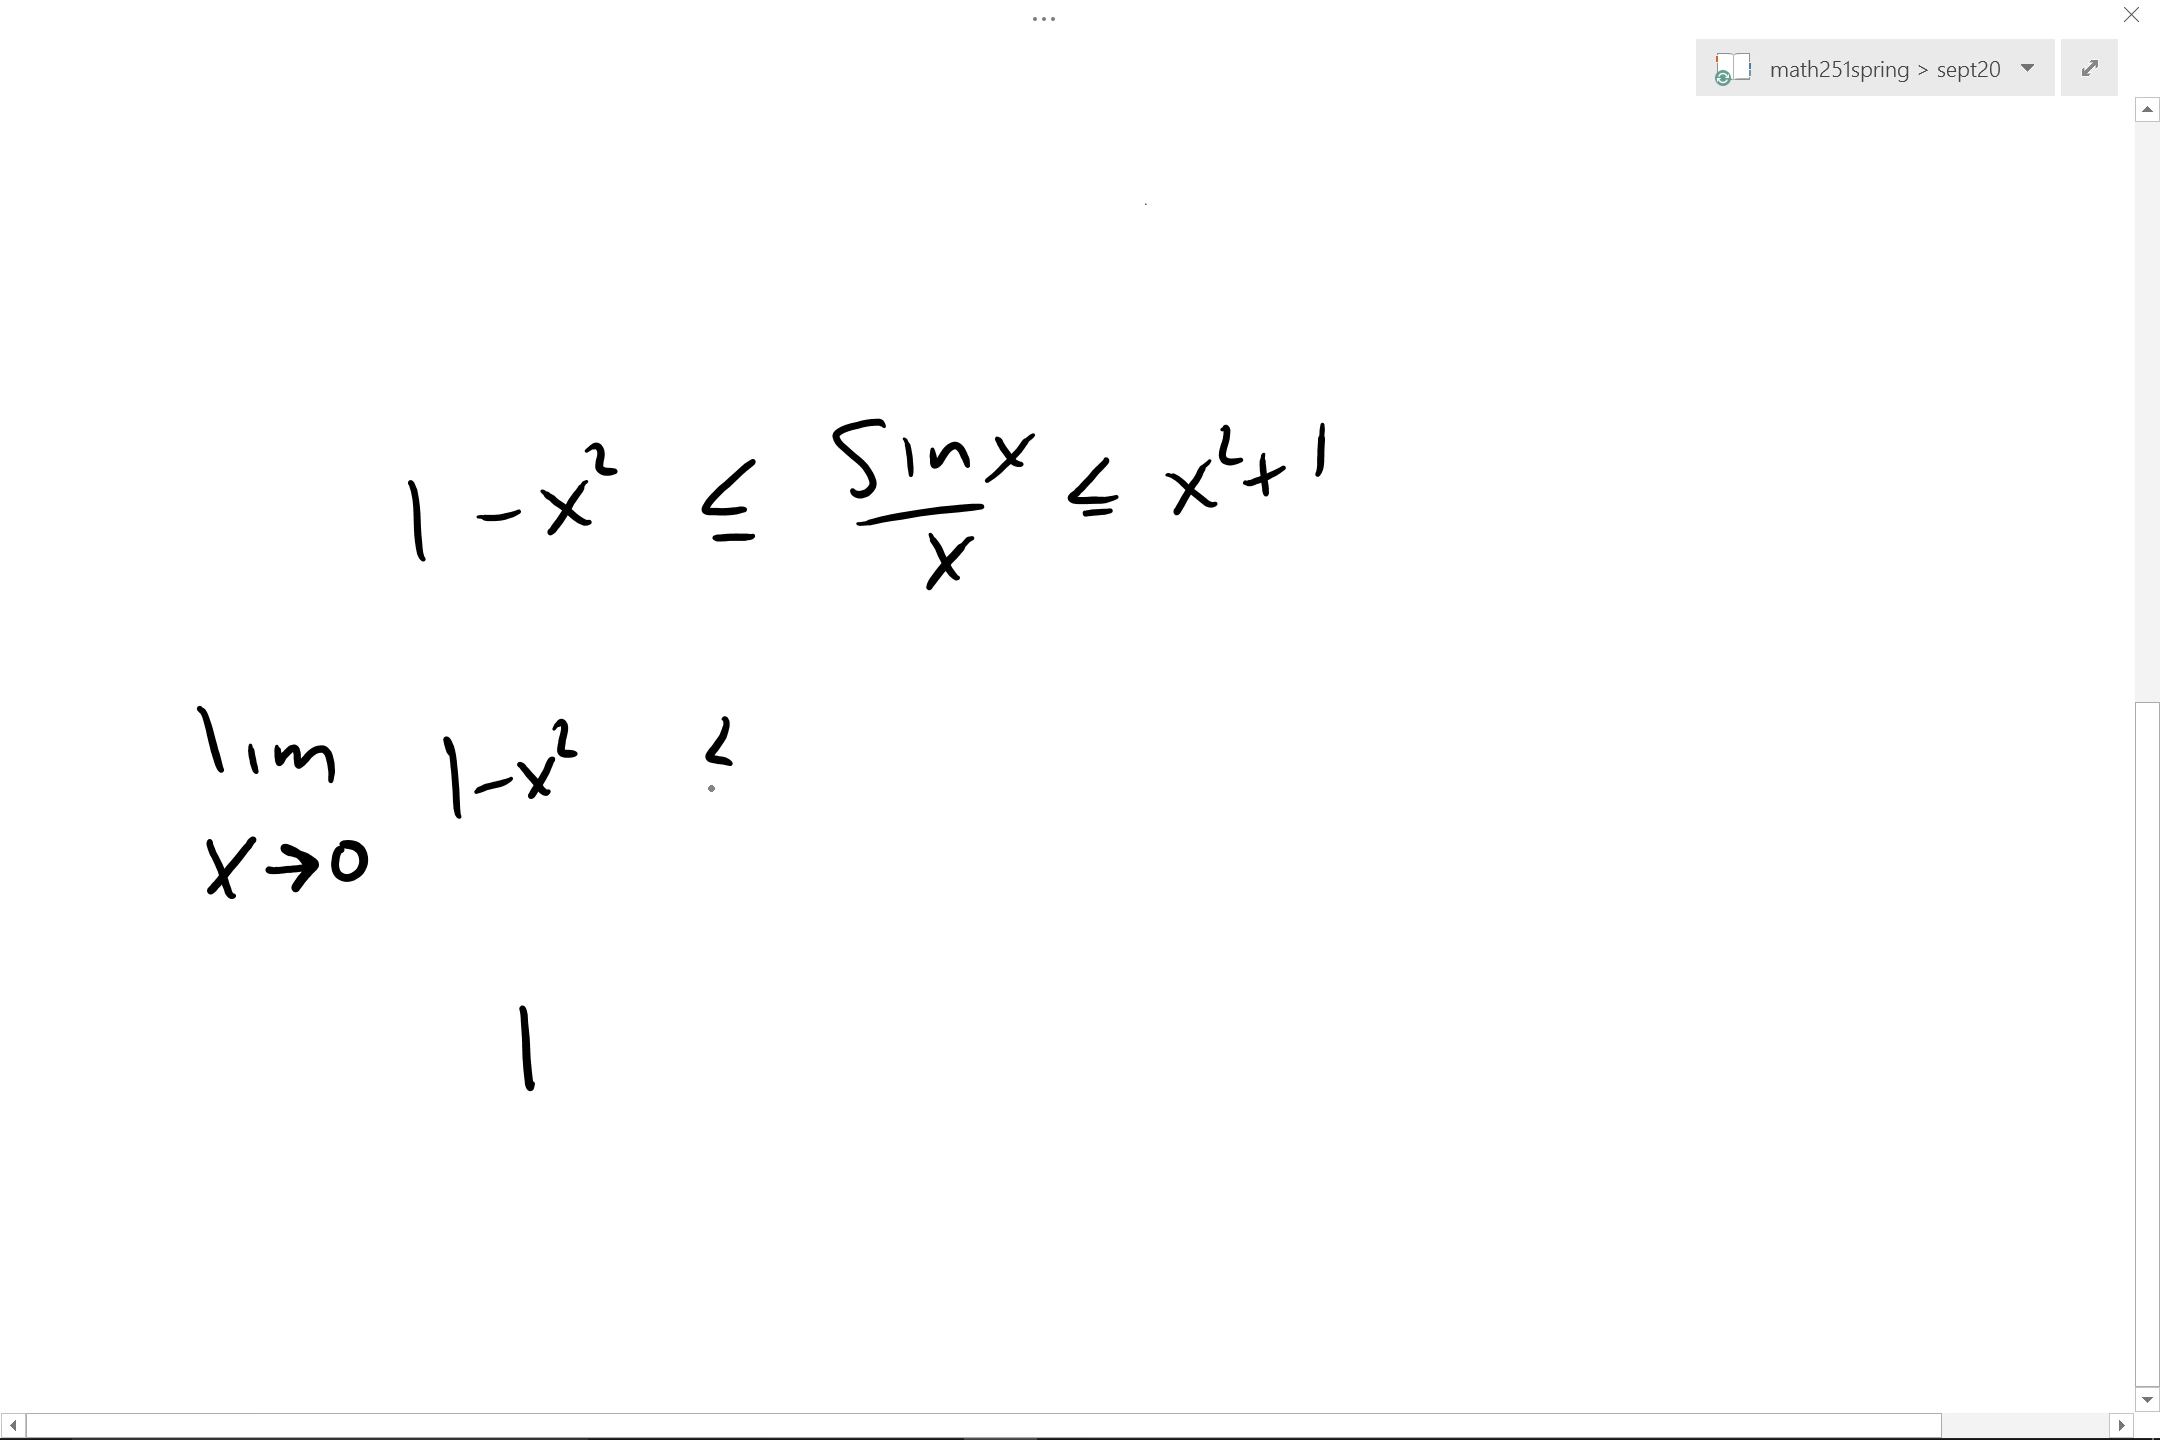 math251spring > sept20
1 - x² ≤ sin x / x ≤ x² + 1
lim 1 - x² <
x → 0
1